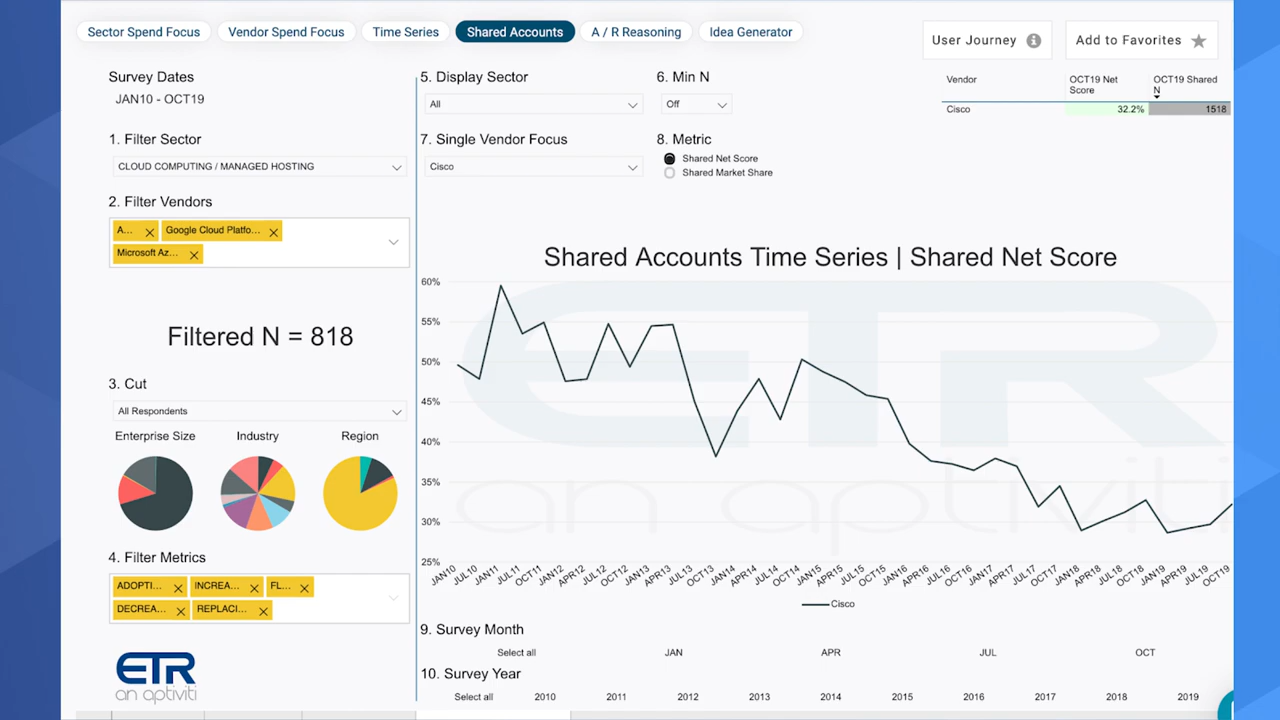 Sector Spend Focus
Vendor Spend Focus
Time Series
Shared Accounts
A / R Reasoning
Idea Generator
User Journey
Add to Favorites
Survey Dates
JAN10 - OCT19
1. Filter Sector
CLOUD COMPUTING / MANAGED HOSTING
2. Filter Vendors
A...
Google Cloud Platfo...
Microsoft Az...
Filtered N = 818
3. Cut
All Respondents
Enterprise Size
Industry
Region
4. Filter Metrics
ADOPTI...
INCREA...
FL...
DECREA...
REPLACI...
ETR
an aptiviti
5. Display Sector
All
6. Min N
Off
7. Single Vendor Focus
Cisco
8. Metric
Shared Net Score
Shared Market Share
Vendor
OCT19 Net Score
OCT19 Shared N
Cisco
32.2%
1518
Shared Accounts Time Series | Shared Net Score
60%
55%
50%
45%
40%
35%
30%
25%
ETR
an aptiviti
JAN10
JUL10
JAN11
JUL11
OCT11
JAN12
APR12
JUL12
OCT12
JAN13
APR13
JUL13
OCT13
JAN14
APR14
JUL14
OCT14
JAN15
APR15
JUL15
OCT15
JAN16
APR16
JUL16
OCT16
JAN17
APR17
JUL17
OCT17
JAN18
APR18
JUL18
OCT18
JAN19
APR19
JUL19
OCT19
Cisco
9. Survey Month
Select all
JAN
APR
JUL
OCT
10. Survey Year
Select all
2010
2011
2012
2013
2014
2015
2016
2017
2018
2019